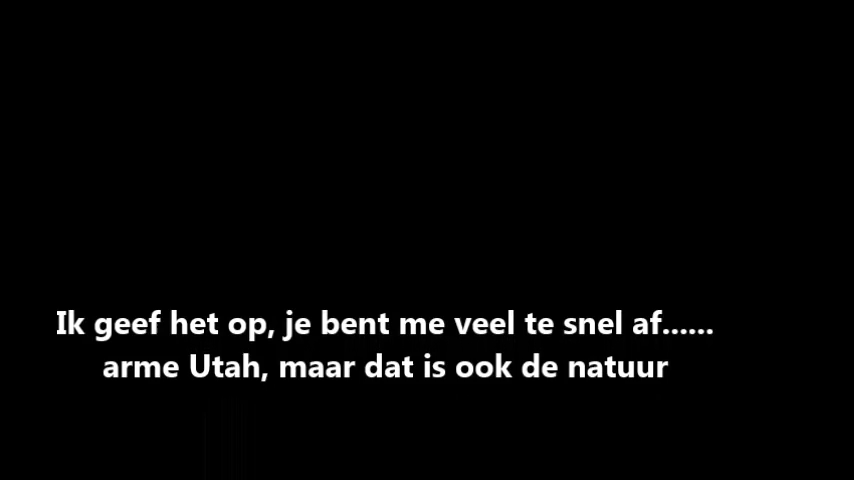 Ik geef het op, je bent me veel te snel af......
arme Utah, maar dat is ook de natuur